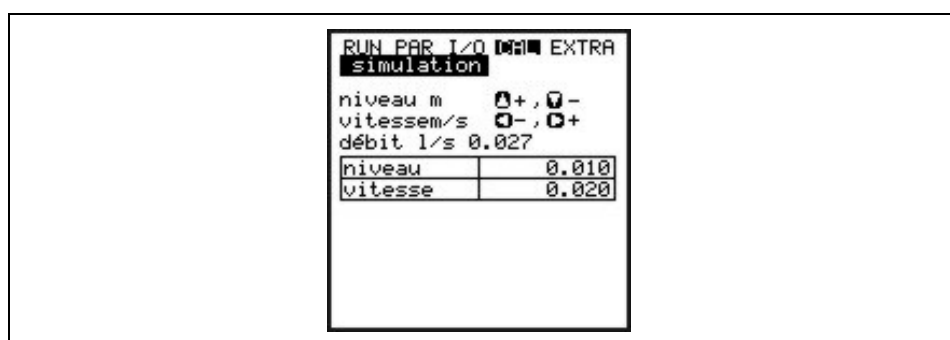 RUN PAR I/O CAL EXTRA
simulation
niveau m +,-
vitessem/s -,+
débit l/s 0.027
niveau 0.010
vitesse 0.020